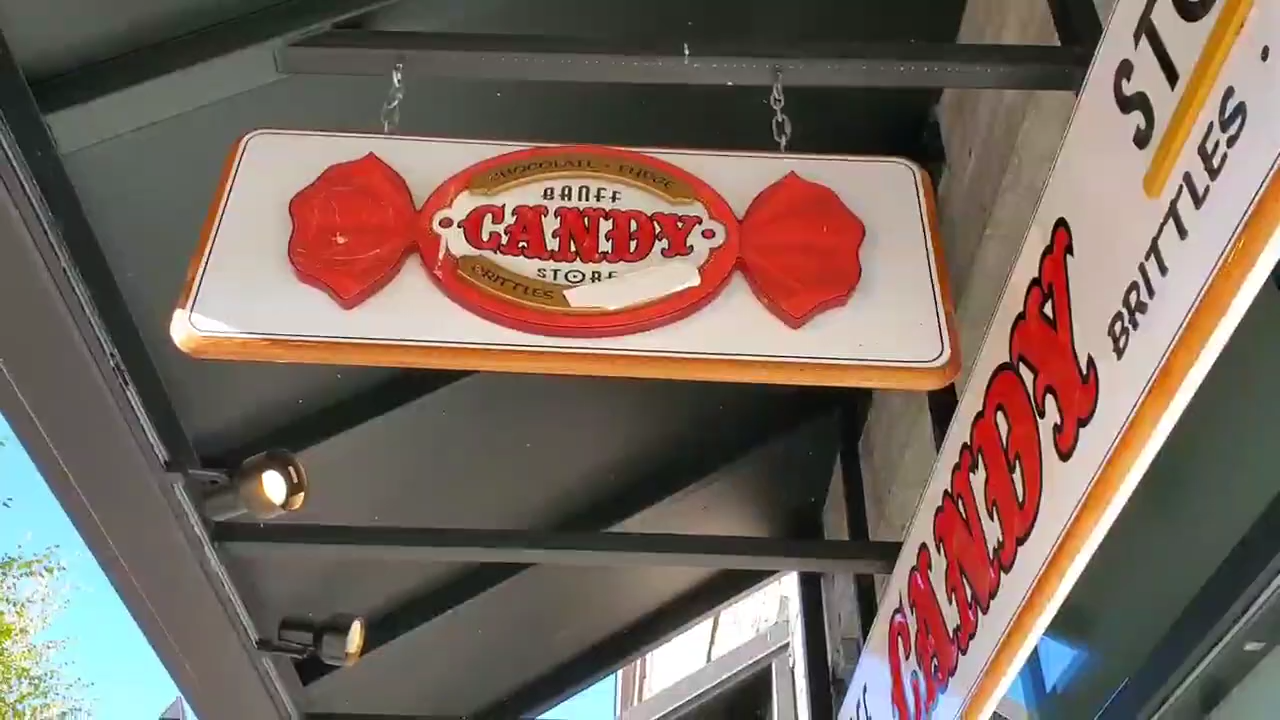 CHOCOLATE • FUDGE
BANFF
CANDY
STORE
BRITTLES
STO
CANDY
BRITTLES •